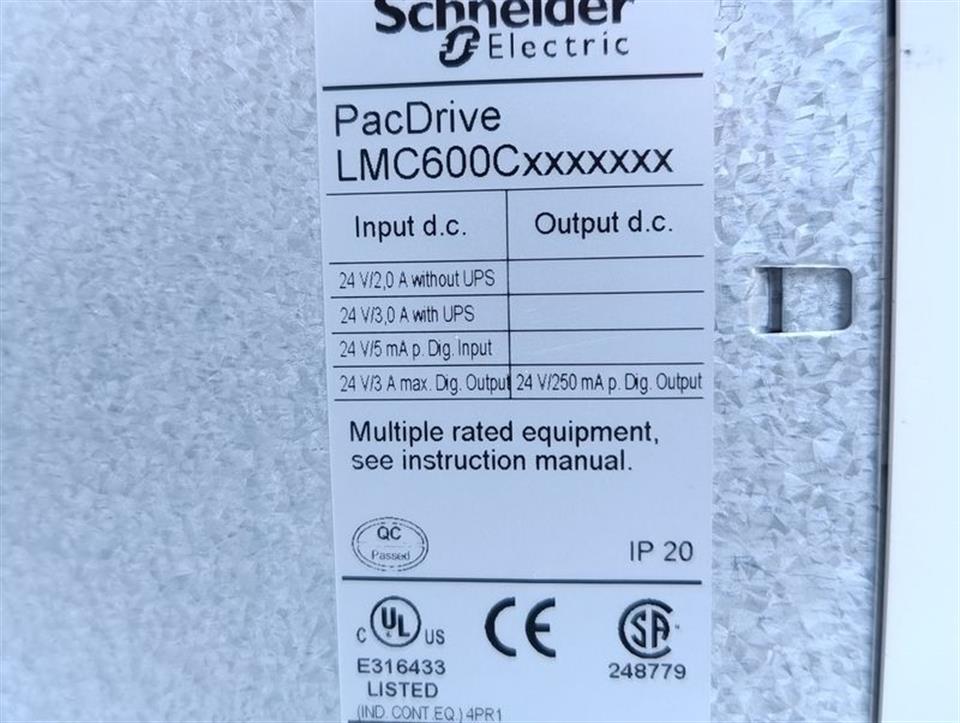 Schneider
Electric
PacDrive
LMC600Cxxxxxxx
Input d.c. Output d.c.
24 V/2,0 A without UPS
24 V/3,0 A with UPS
24 V/5 mA p. Dig. Input
24 V/3 A max. Dig. Output 24 V/250 mA p. Dig. Output
Multiple rated equipment,
see instruction manual.
QC
Passed
IP 20
C UL US CE SA
E316433 248779
LISTED
(IND. CONT.EQ.) 4PR1